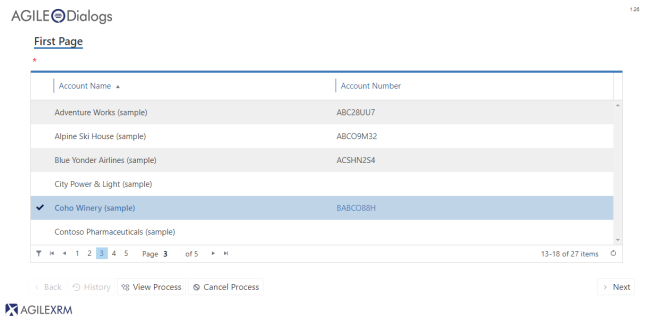 AGILE Dialogs
1.26
First Page
*
Account Name ▲ Account Number
Adventure Works (sample) ABC28UU7
Alpine Ski House (sample) ABCO9M32
Blue Yonder Airlines (sample) ACSHN2S4
City Power & Light (sample)
Coho Winery (sample) BABCO88H
Contoso Pharmaceuticals (sample)
1 2 3 4 5 Page 3 of 5 13-18 of 27 items
Back History View Process Cancel Process Next
AGILEXRM